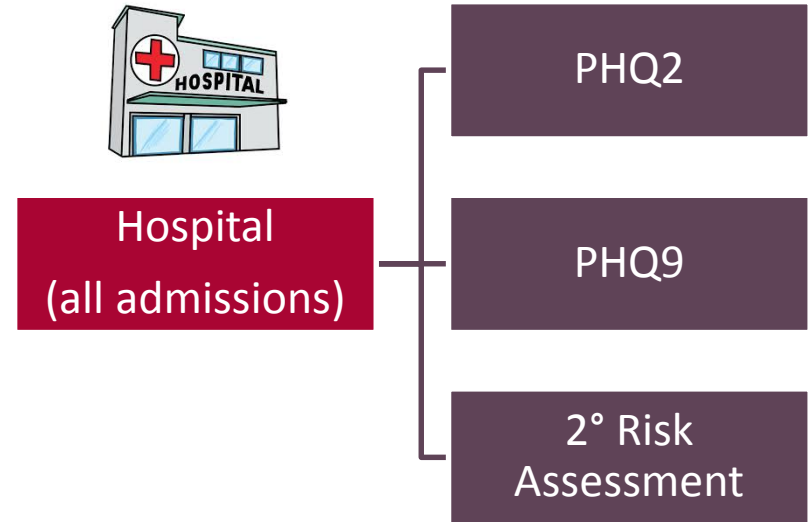 HOSPITAL
Hospital
(all admissions)
PHQ2
PHQ9
2° Risk
Assessment